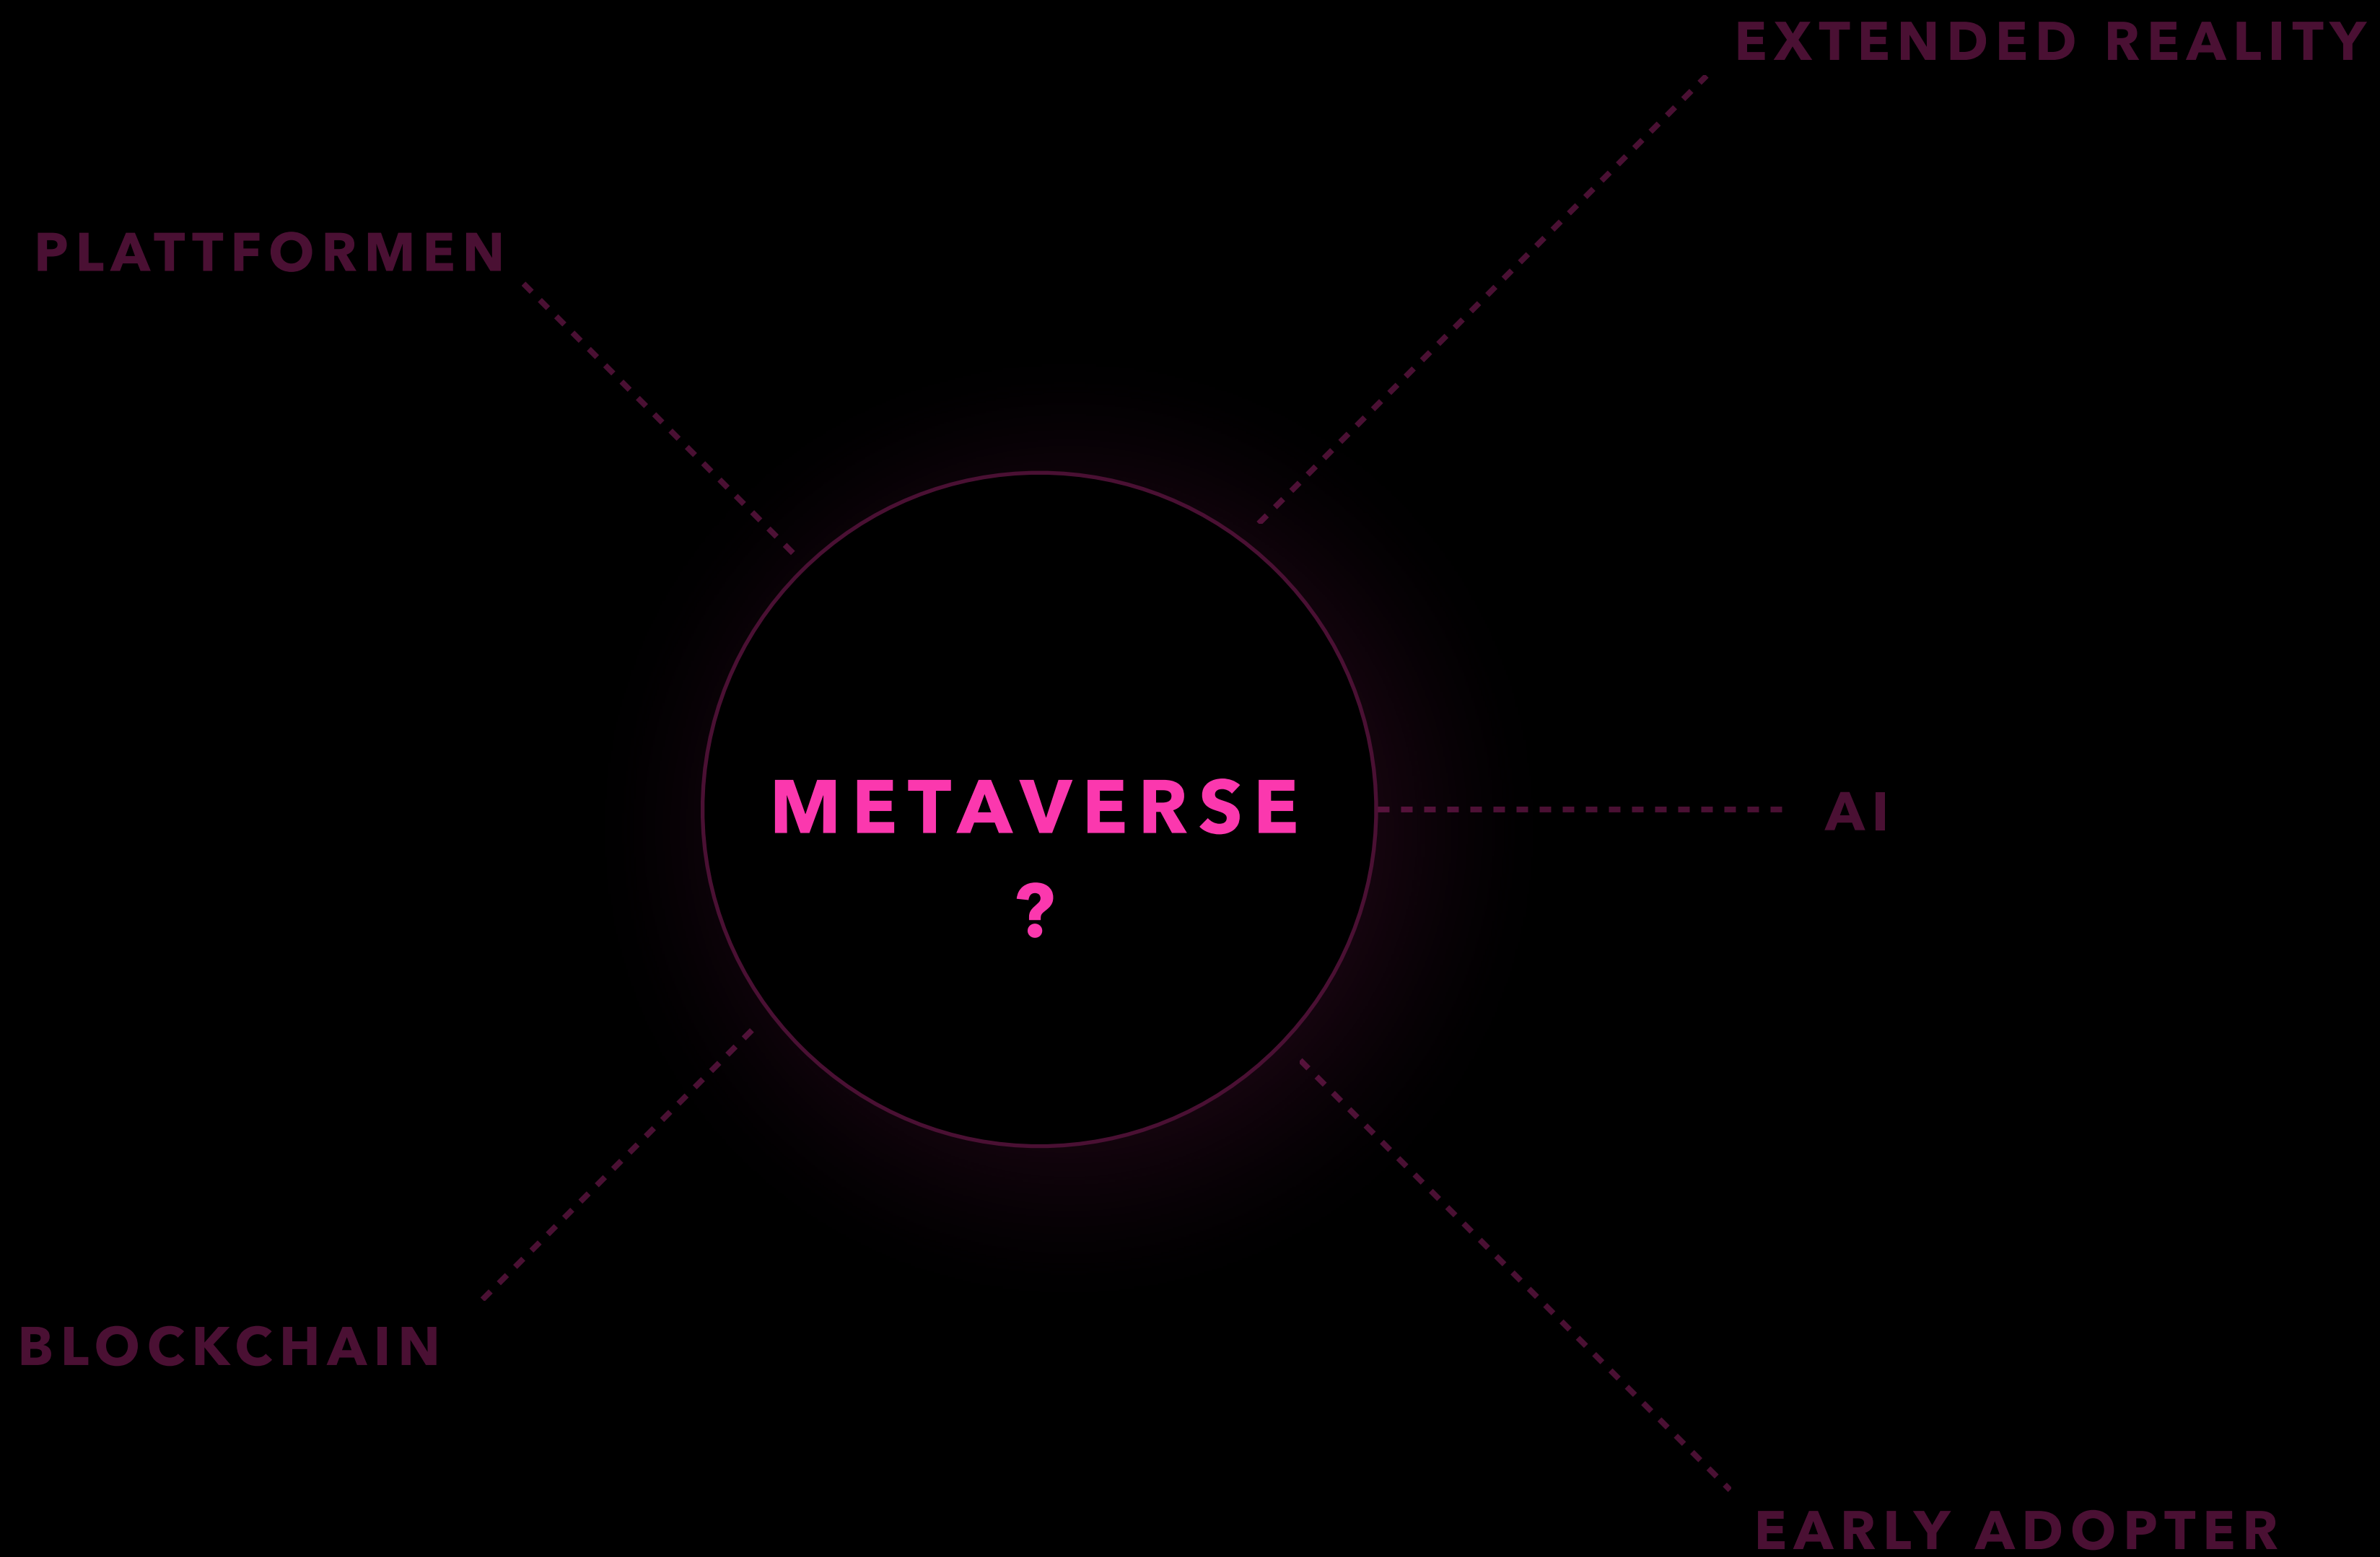 EXTENDED REALITY
PLATTFORMEN
METAVERSE
?
AI
BLOCKCHAIN
EARLY ADOPTER